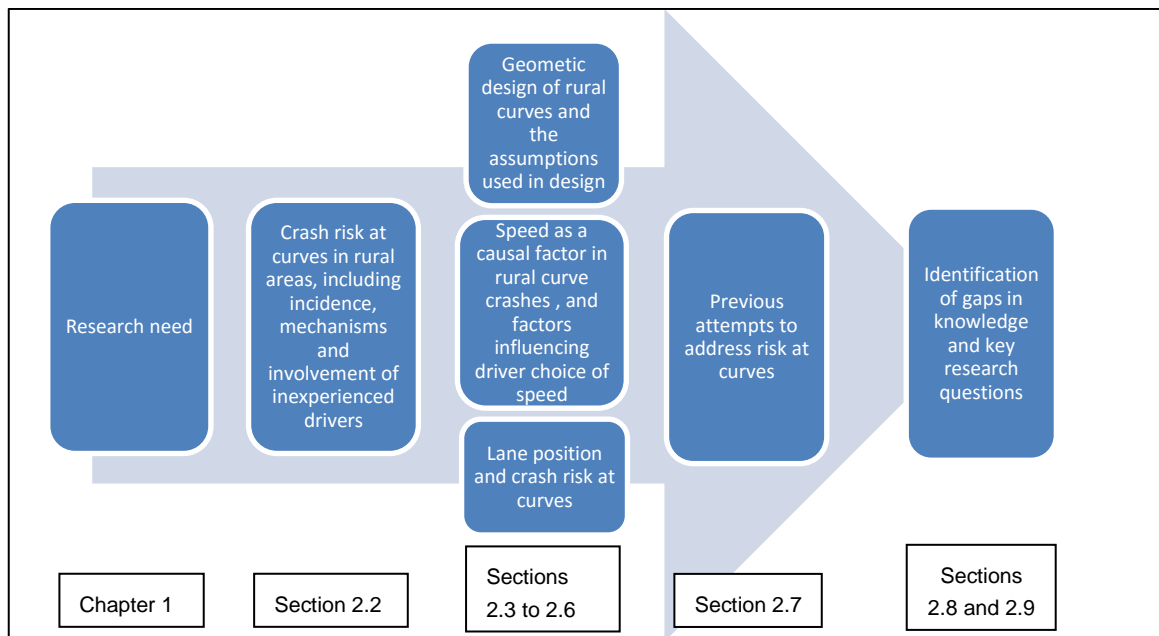 Research need
Crash risk at
curves in rural
areas, including
incidence,
mechanisms
and
involvement of
inexperienced
drivers
Geometic
design of rural
curves and
the
assumptions
used in design
Speed as a
causal factor in
rural curve
crashes , and
factors
influencing
driver choice of
speed
Lane position
and crash risk at
curves
Previous
attempts to
address risk at
curves
Identification
of gaps in
knowledge
and key
research
questions
Chapter 1
Section 2.2
Sections
2.3 to 2.6
Section 2.7
Sections
2.8 and 2.9